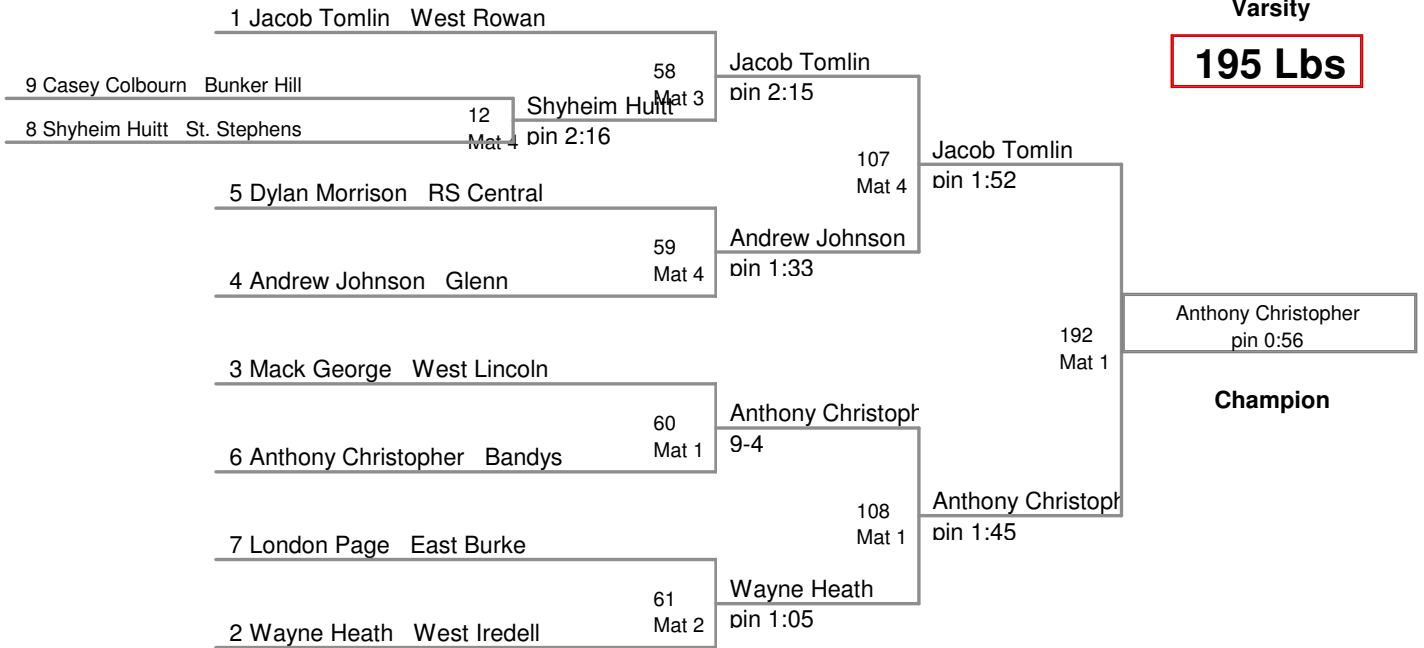 Varsity
195 Lbs
1 Jacob Tomlin West Rowan
9 Casey Colbourn Bunker Hill
8 Shyheim Huitt St. Stephens
12
Mat 4
Shyheim Huitt
pin 2:16
58
Mat 3
Jacob Tomlin
pin 2:15
5 Dylan Morrison RS Central
4 Andrew Johnson Glenn
59
Mat 4
Andrew Johnson
pin 1:33
107
Mat 4
Jacob Tomlin
pin 1:52
3 Mack George West Lincoln
6 Anthony Christopher Bandys
60
Mat 1
Anthony Christoph
9-4
7 London Page East Burke
2 Wayne Heath West Iredell
61
Mat 2
Wayne Heath
pin 1:05
108
Mat 1
Anthony Christoph
pin 1:45
192
Mat 1
Anthony Christopher
pin 0:56
Champion